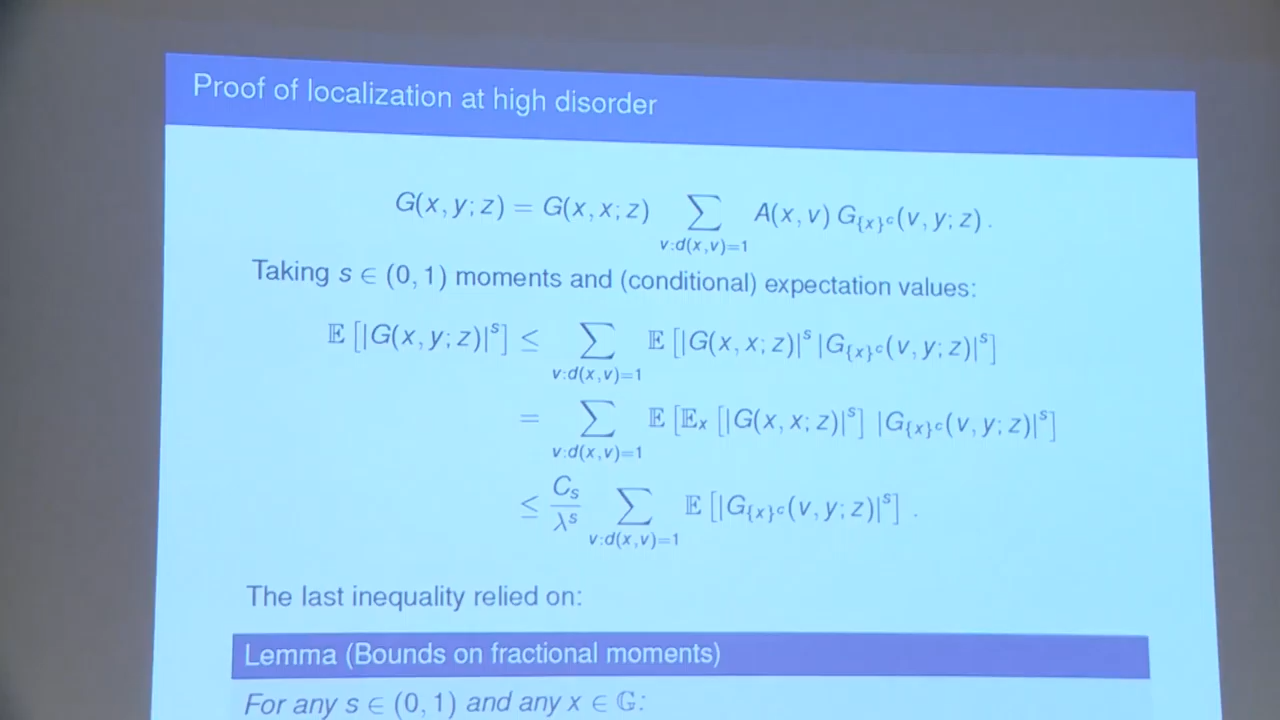 Proof of localization at high disorder
G(x, y; z) = G(x, x; z) ∑_{v:d(x,v)=1} A(x, v) G_{{x}^c}(v, y; z) .
Taking s ∈ (0, 1) moments and (conditional) expectation values:
𝔼 [|G(x, y; z)|^s] ≤ ∑_{v:d(x,v)=1} 𝔼 [|G(x, x; z)|^s |G_{{x}^c}(v, y; z)|^s]
= ∑_{v:d(x,v)=1} 𝔼 [𝔼_x [|G(x, x; z)|^s] |G_{{x}^c}(v, y; z)|^s]
≤ C_s/λ^s ∑_{v:d(x,v)=1} 𝔼 [|G_{{x}^c}(v, y; z)|^s] .
The last inequality relied on:
Lemma (Bounds on fractional moments)
For any s ∈ (0, 1) and any x ∈ 𝔾: